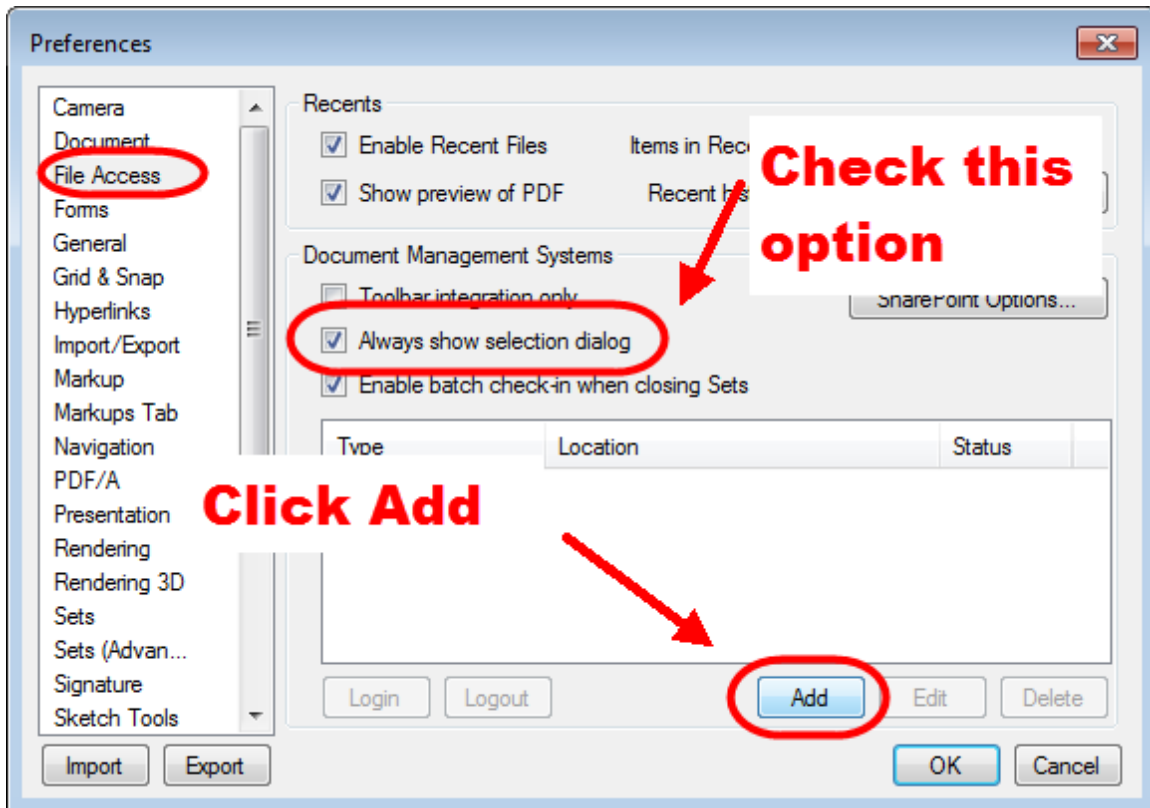 Preferences
Camera
Document
File Access
Forms
General
Grid & Snap
Hyperlinks
Import/Export
Markup
Markups Tab
Navigation
PDF/A
Presentation
Rendering
Rendering 3D
Sets
Sets (Advan...
Signature
Sketch Tools
Import Export
Recents
Enable Recent Files Items in
Show preview of PDF Recent
Check this
option
Document Management Systems
Toolbar integration only SharePoint Options...
Always show selection dialog
Enable batch check-in when closing Sets
Type Location Status
Click Add
Login Logout Add Edit Delete
OK Cancel